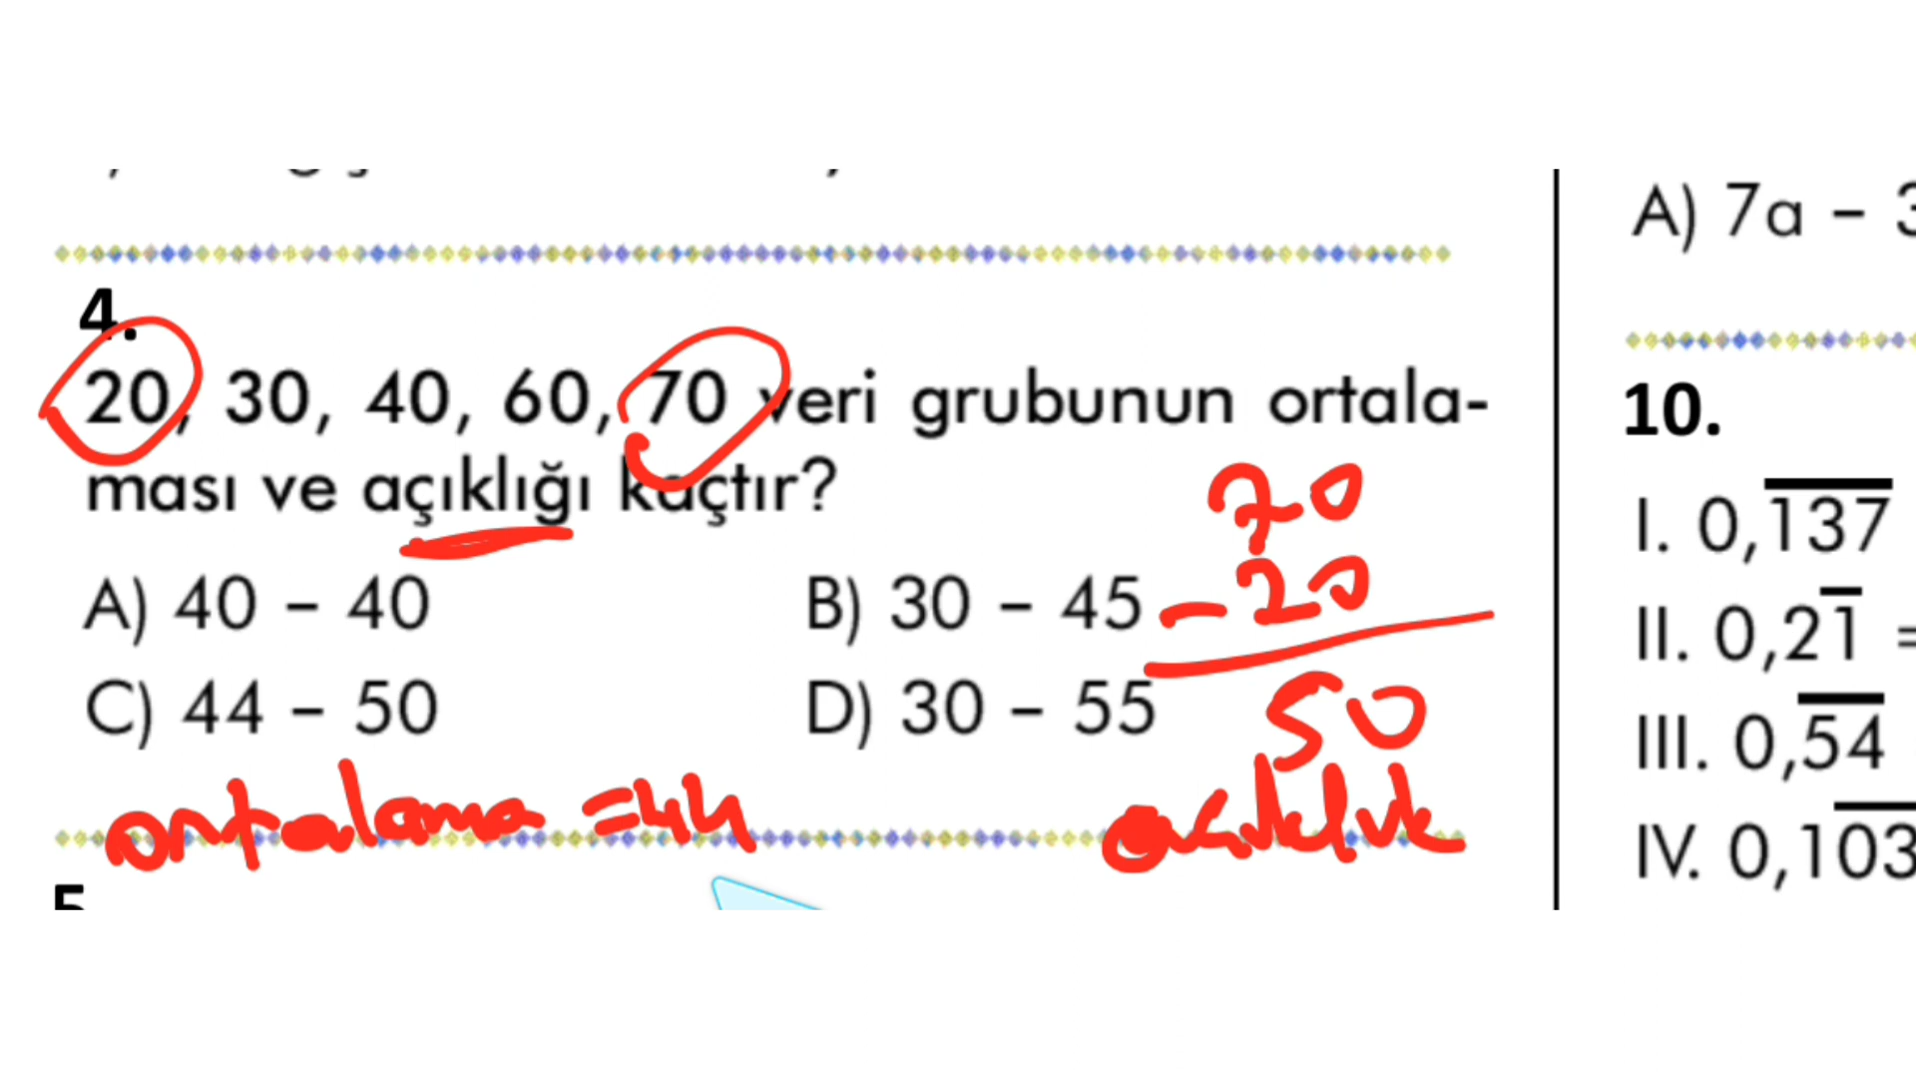 4.
20, 30, 40, 60, 70 veri grubunun ortala-
ması ve açıklığı kaçtır?
A) 40 – 40
B) 30 – 45
C) 44 – 50
D) 30 – 55
70
– 20
50
ortalama = 44
açıklık
5
A) 7a – 3
10.
I. 0,137
II. 0,21 =
III. 0,54
IV. 0,103